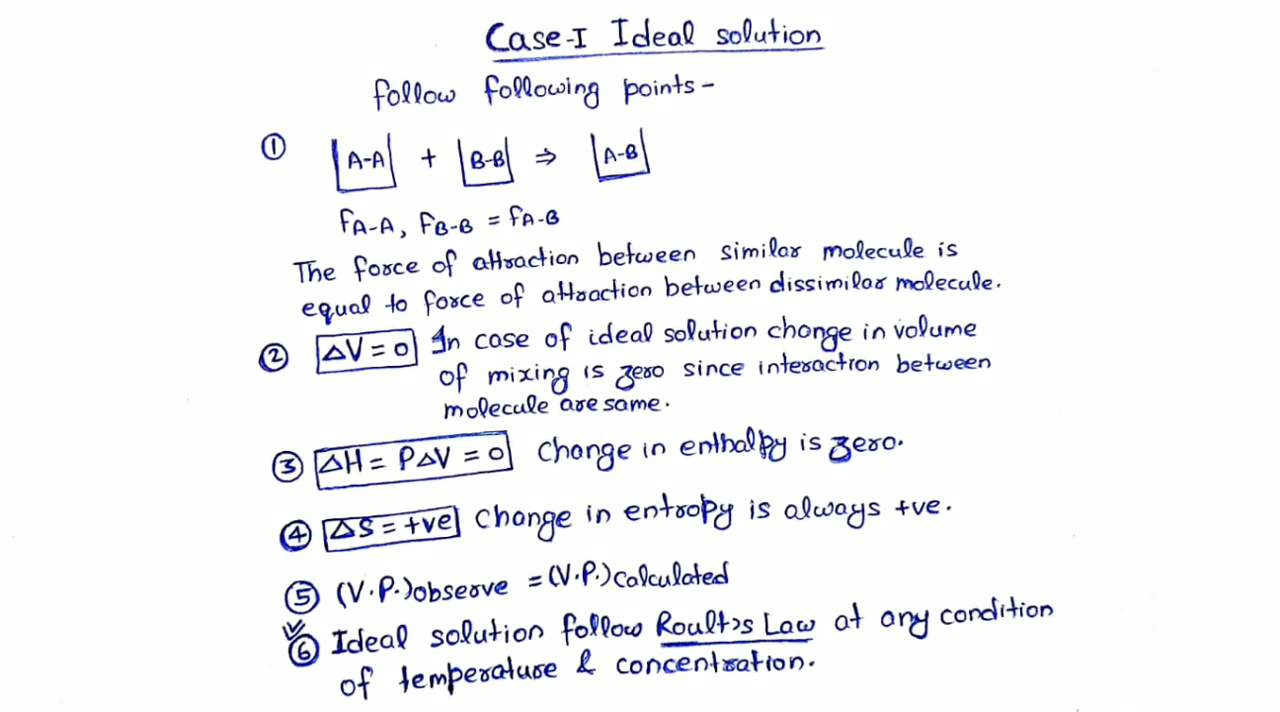 Case-I Ideal solution
follow following points -
① A-A + B-B ⇒ A-B
FA-A, FB-B = FA-B
The force of attraction between similar molecule is
equal to force of attraction between dissimilar molecule.
② ΔV = 0 In case of ideal solution change in volume
of mixing is zero since interaction between
molecule are same.
③ ΔH = PΔV = 0 Change in enthalpy is zero.
④ ΔS = +ve Change in entropy is always +ve.
⑤ (V.P.)observe = (V.P.)calculated
⑥ Ideal solution follow Roult's Law at any condition
of temperature & concentration.